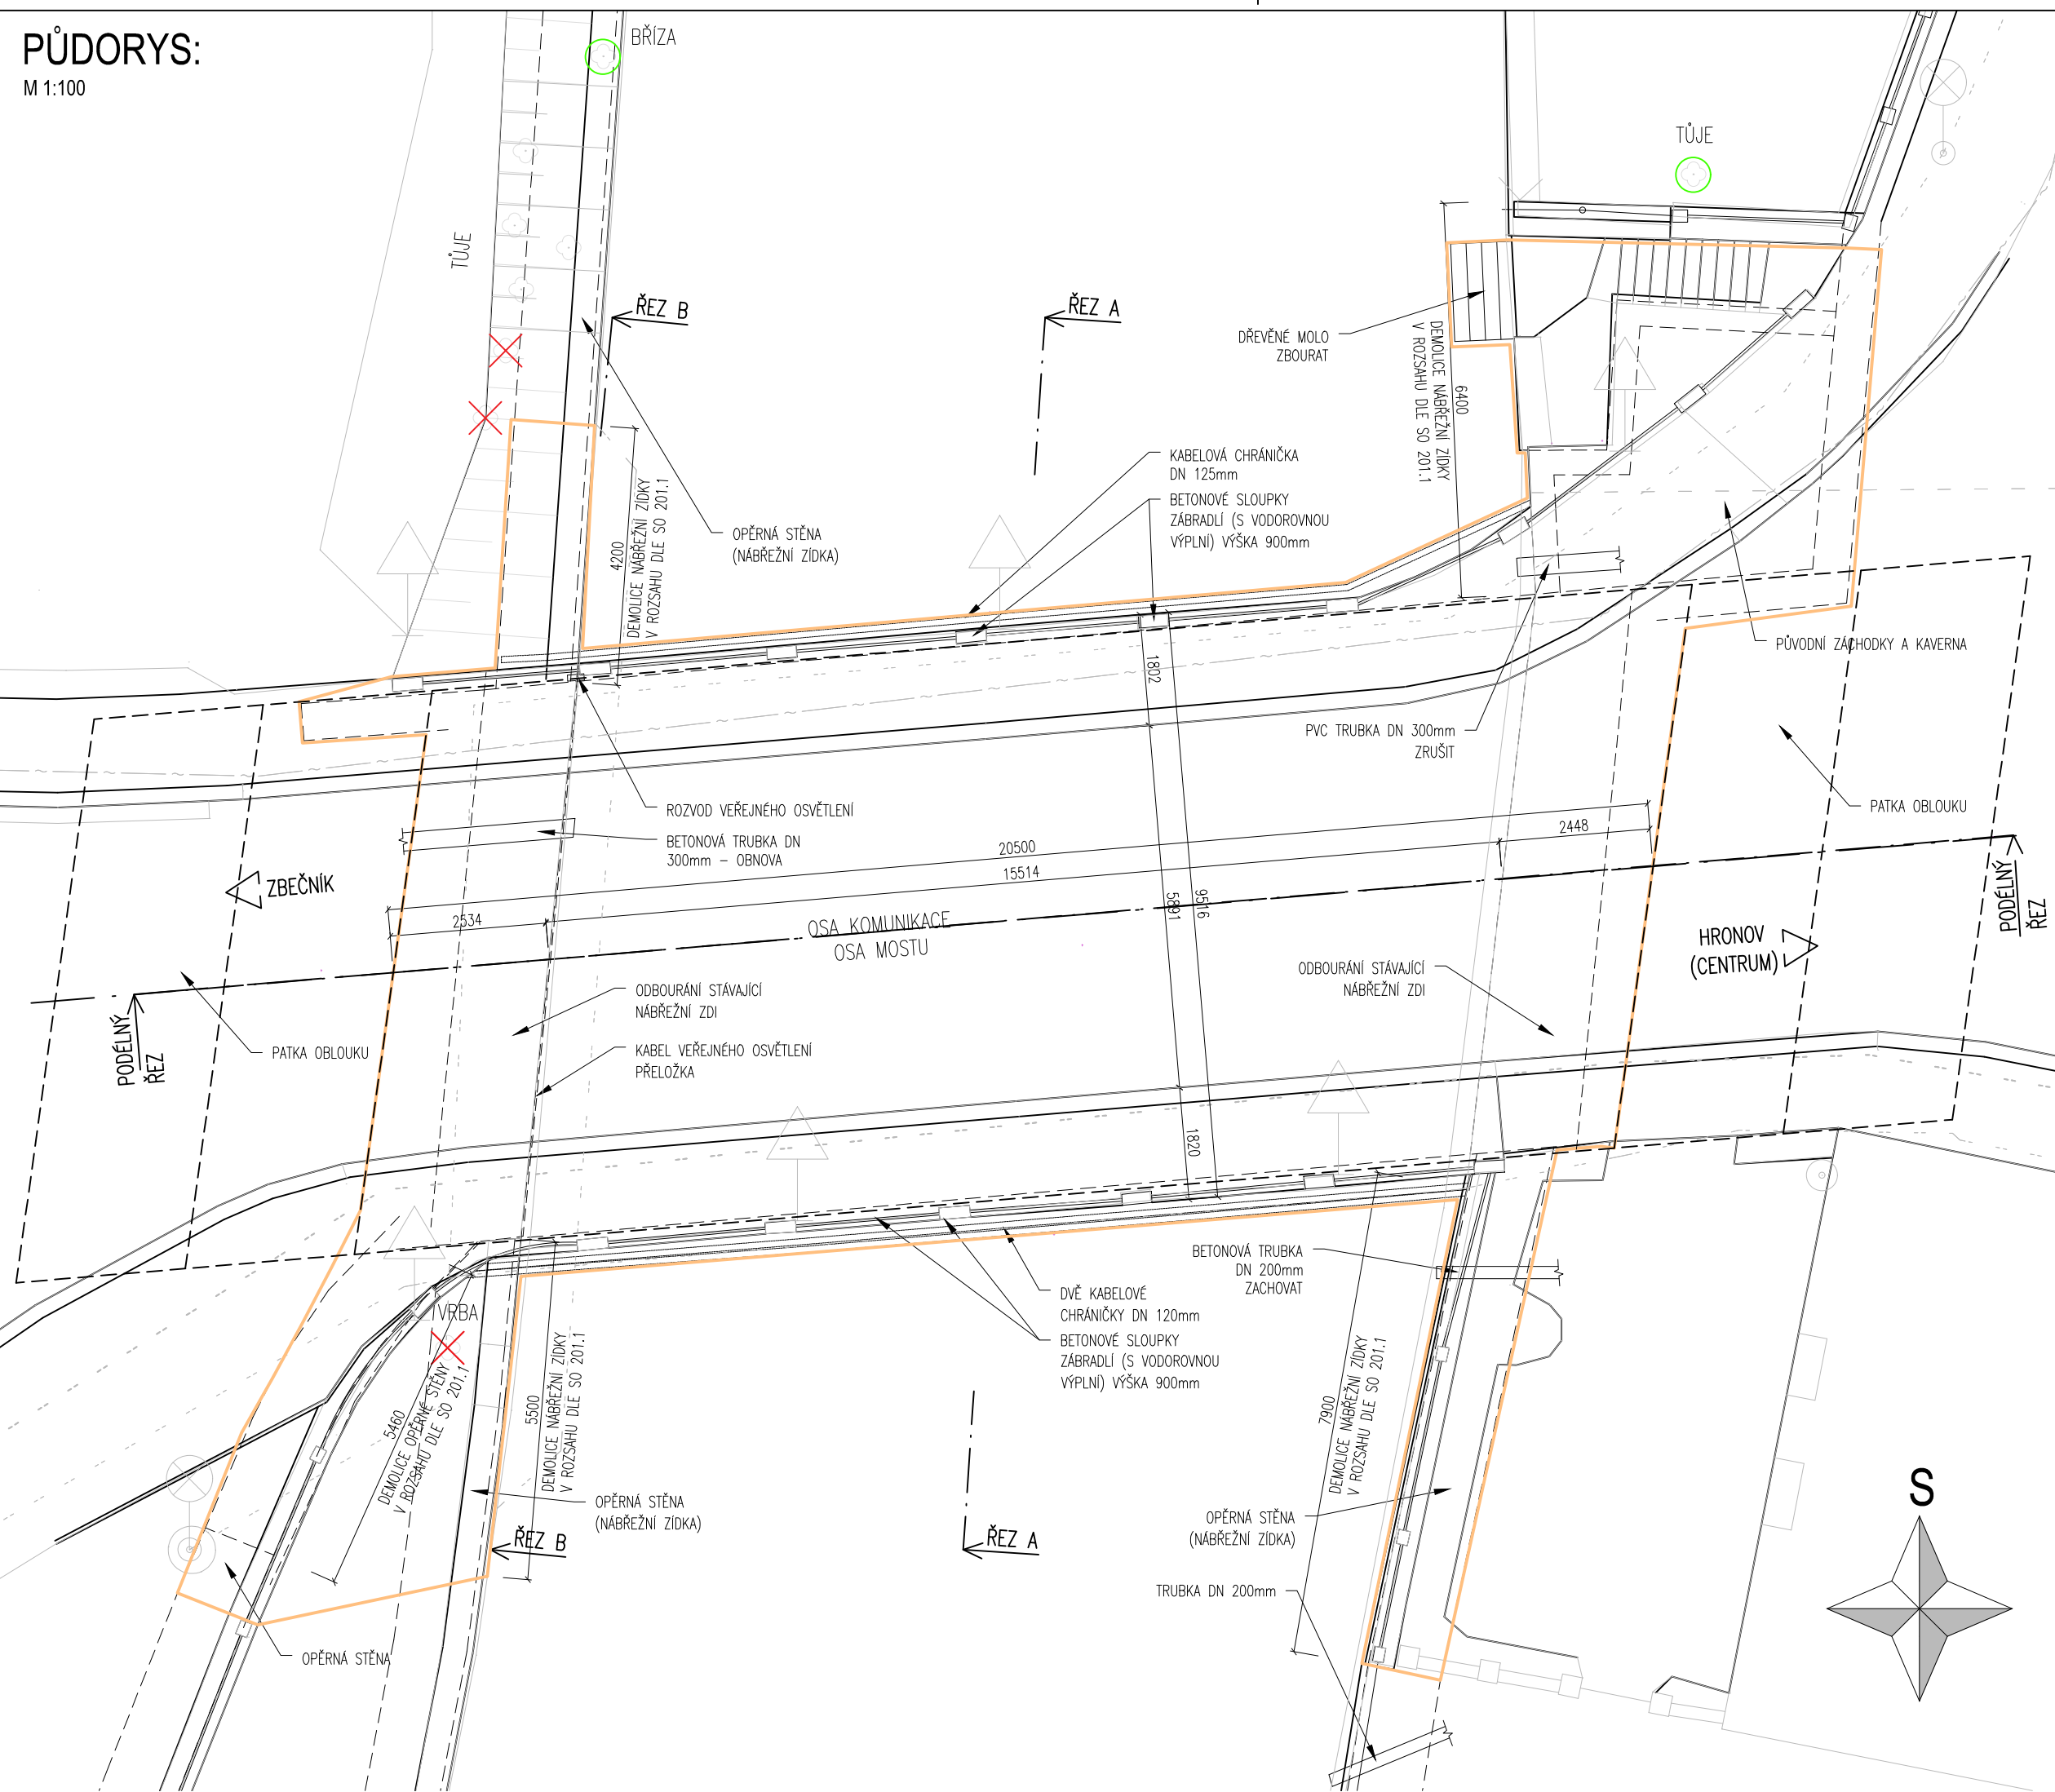 PŮDORYS:
M 1:100
BŘÍZA
TŮJE
TŮJE
ŘEZ B
ŘEZ A
DŘEVĚNÉ MOLO
ZBOURAT
6400
DEMOLICE NÁBŘEŽNÍ ZÍDKY
V ROZSAHU DLE SO 201.1
KABELOVÁ CHRÁNIČKA
DN 125mm
BETONOVÉ SLOUPKY
ZÁBRADLÍ (S VODOROVNOU
VÝPLNÍ) VÝŠKA 900mm
OPĚRNÁ STĚNA
(NÁBŘEŽNÍ ZÍDKA)
4200
DEMOLICE NÁBŘEŽNÍ ZÍDKY
V ROZSAHU DLE SO 201.1
PŮVODNÍ ZÁCHODKY A KAVERNA
1802
PVC TRUBKA DN 300mm
ZRUŠIT
ROZVOD VEŘEJNÉHO OSVĚTLENÍ
PATKA OBLOUKU
BETONOVÁ TRUBKA DN
300mm – OBNOVA
20500
2448
15514
ZBEČNÍK
2534
5891
9516
OSA KOMUNIKACE
OSA MOSTU
PODÉLNÝ
ŘEZ
HRONOV
(CENTRUM)
ODBOURÁNÍ STÁVAJÍCÍ
NÁBŘEŽNÍ ZDI
ODBOURÁNÍ STÁVAJÍCÍ
NÁBŘEŽNÍ ZDI
PODÉLNÝ
ŘEZ
PATKA OBLOUKU
KABEL VEŘEJNÉHO OSVĚTLENÍ
PŘELOŽKA
1820
BETONOVÁ TRUBKA
DN 200mm
ZACHOVAT
VRBA
DVĚ KABELOVÉ
CHRÁNIČKY DN 120mm
BETONOVÉ SLOUPKY
ZÁBRADLÍ (S VODOROVNOU
VÝPLNÍ) VÝŠKA 900mm
5460
DEMOLICE OPĚRNÉ STĚNY
V ROZSAHU DLE SO 201.1
5500
DEMOLICE NÁBŘEŽNÍ ZÍDKY
V ROZSAHU DLE SO 201.1
7900
DEMOLICE NÁBŘEŽNÍ ZÍDKY
V ROZSAHU DLE SO 201.1
OPĚRNÁ STĚNA
(NÁBŘEŽNÍ ZÍDKA)
OPĚRNÁ STĚNA
(NÁBŘEŽNÍ ZÍDKA)
S
ŘEZ B
ŘEZ A
TRUBKA DN 200mm
OPĚRNÁ STĚNA